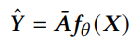 Ŷ = Āf_θ(X)